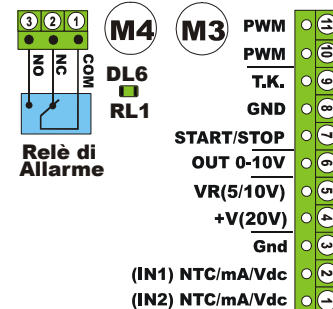 3 2 1
NO NC COM
M4 M3
DL6
RL1
Relè di
Allarme
PWM 11
PWM 10
T.K. 9
GND 8
START/STOP 7
OUT 0-10V 6
VR(5/10V) 5
+V(20V) 4
Gnd 3
(IN1) NTC/mA/Vdc 2
(IN2) NTC/mA/Vdc 1